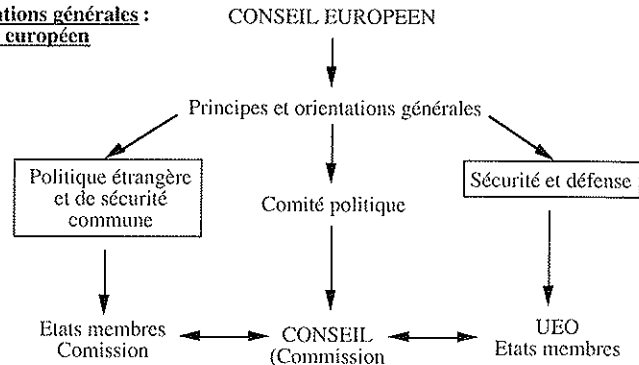 ations générales :
européen
CONSEIL EUROPEEN
Principes et orientations générales
Politique étrangère
et de sécurité
commune
Comité politique
Sécurité et défense
Etats membres
Comission
CONSEIL
(Commission
UEO
Etats membres